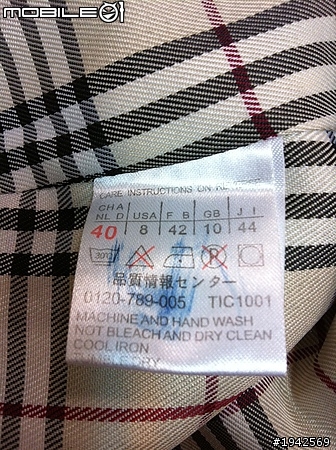 MOBILE01
CARE INSTRUCTIONS ON
CHA NL D USA F B GB J I
40 8 42 10 44
30°
品質情報センター
0120-789-005 TIC1001
MACHINE AND HAND WASH
NOT BLEACH AND DRY CLEAN
COOL IRON
#1942569